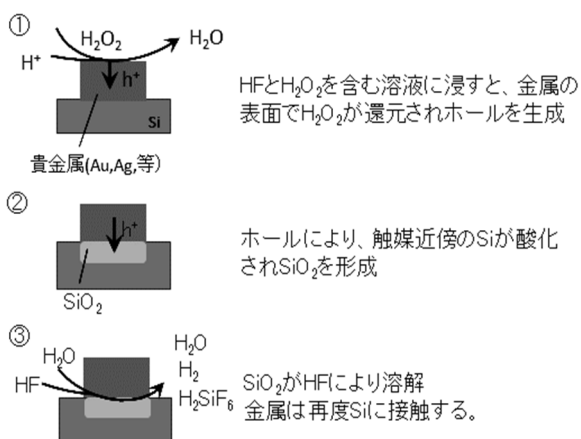 ①
H₂O₂
H₂O
H⁺
h⁺
Si
貴金属(Au,Ag,等)
HFとH₂O₂を含む溶液に浸すと、金属の
表面でH₂O₂が還元されホールを生成
②
h⁺
SiO₂
ホールにより、触媒近傍のSiが酸化
されSiO₂を形成
③
H₂O
HF
H₂O
H₂
H₂SiF₆
SiO₂がHFにより溶解
金属は再度Siに接触する。